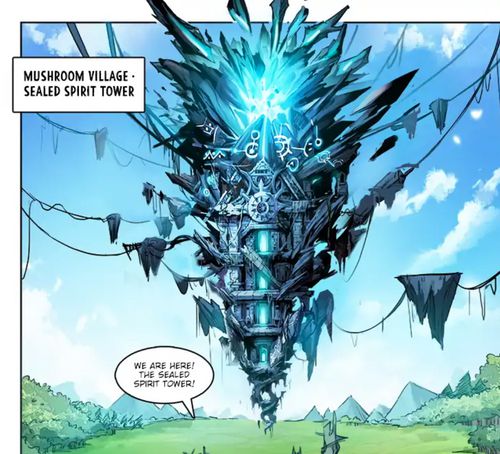 MUSHROOM VILLAGE ·
SEALED SPIRIT TOWER
WE ARE HERE!
THE SEALED
SPIRIT TOWER!